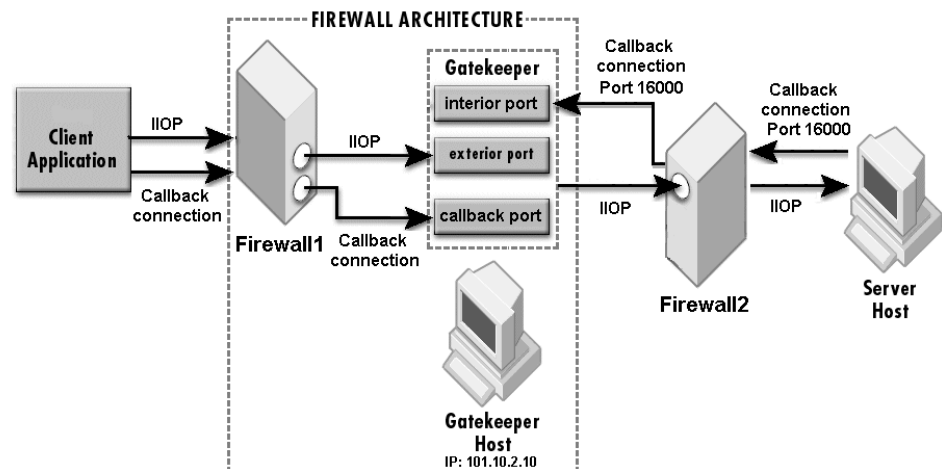 FIREWALL ARCHITECTURE
Client
Application
IIOP
Callback
connection
Firewall1
IIOP
Callback
connection
Gatekeeper
interior port
exterior port
callback port
Gatekeeper
Host
IP: 101.10.2.10
Callback
connection
Port 16000
IIOP
Firewall2
Callback
connection
Port 16000
IIOP
Server
Host